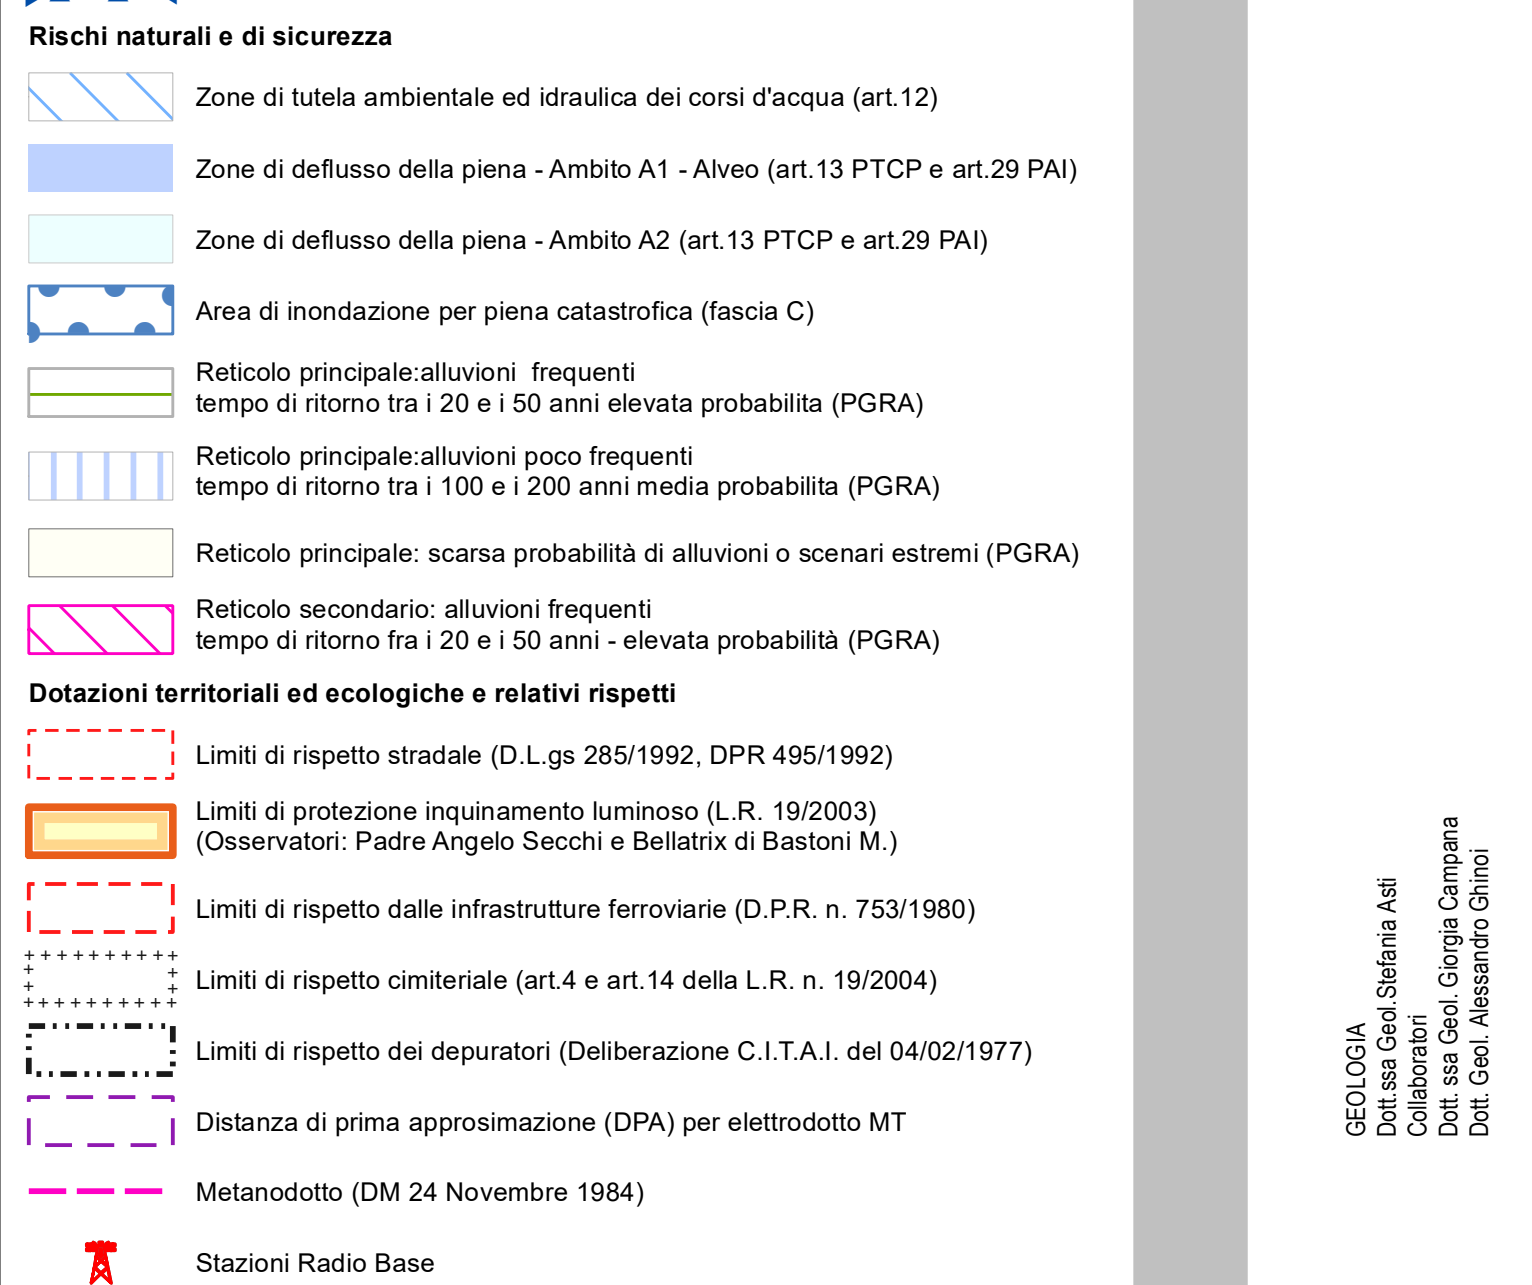 Rischi naturali e di sicurezza
Zone di tutela ambientale ed idraulica dei corsi d'acqua (art.12)
Zone di deflusso della piena - Ambito A1 - Alveo (art.13 PTCP e art.29 PAI)
Zone di deflusso della piena - Ambito A2 (art.13 PTCP e art.29 PAI)
Area di inondazione per piena catastrofica (fascia C)
Reticolo principale:alluvioni  frequenti
tempo di ritorno tra i 20 e i 50 anni elevata probabilita (PGRA)
Reticolo principale:alluvioni poco frequenti
tempo di ritorno tra i 100 e i 200 anni media probabilita (PGRA)
Reticolo principale: scarsa probabilità di alluvioni o scenari estremi (PGRA)
Reticolo secondario: alluvioni frequenti
tempo di ritorno fra i 20 e i 50 anni - elevata probabilità (PGRA)
Dotazioni territoriali ed ecologiche e relativi rispetti
Limiti di rispetto stradale (D.L.gs 285/1992, DPR 495/1992)
Limiti di protezione inquinamento luminoso (L.R. 19/2003)
(Osservatori: Padre Angelo Secchi e Bellatrix di Bastoni M.)
Limiti di rispetto dalle infrastrutture ferroviarie (D.P.R. n. 753/1980)
Limiti di rispetto cimiteriale (art.4 e art.14 della L.R. n. 19/2004)
Limiti di rispetto dei depuratori (Deliberazione C.I.T.A.I. del 04/02/1977)
Distanza di prima approsimazione (DPA) per elettrodotto MT
Metanodotto (DM 24 Novembre 1984)
Stazioni Radio Base
GEOLOGIA
Dott.ssa Geol.Stefania Asti
Collaboratori
Dott. ssa Geol. Giorgia Campana
Dott. Geol. Alessandro Ghinoi